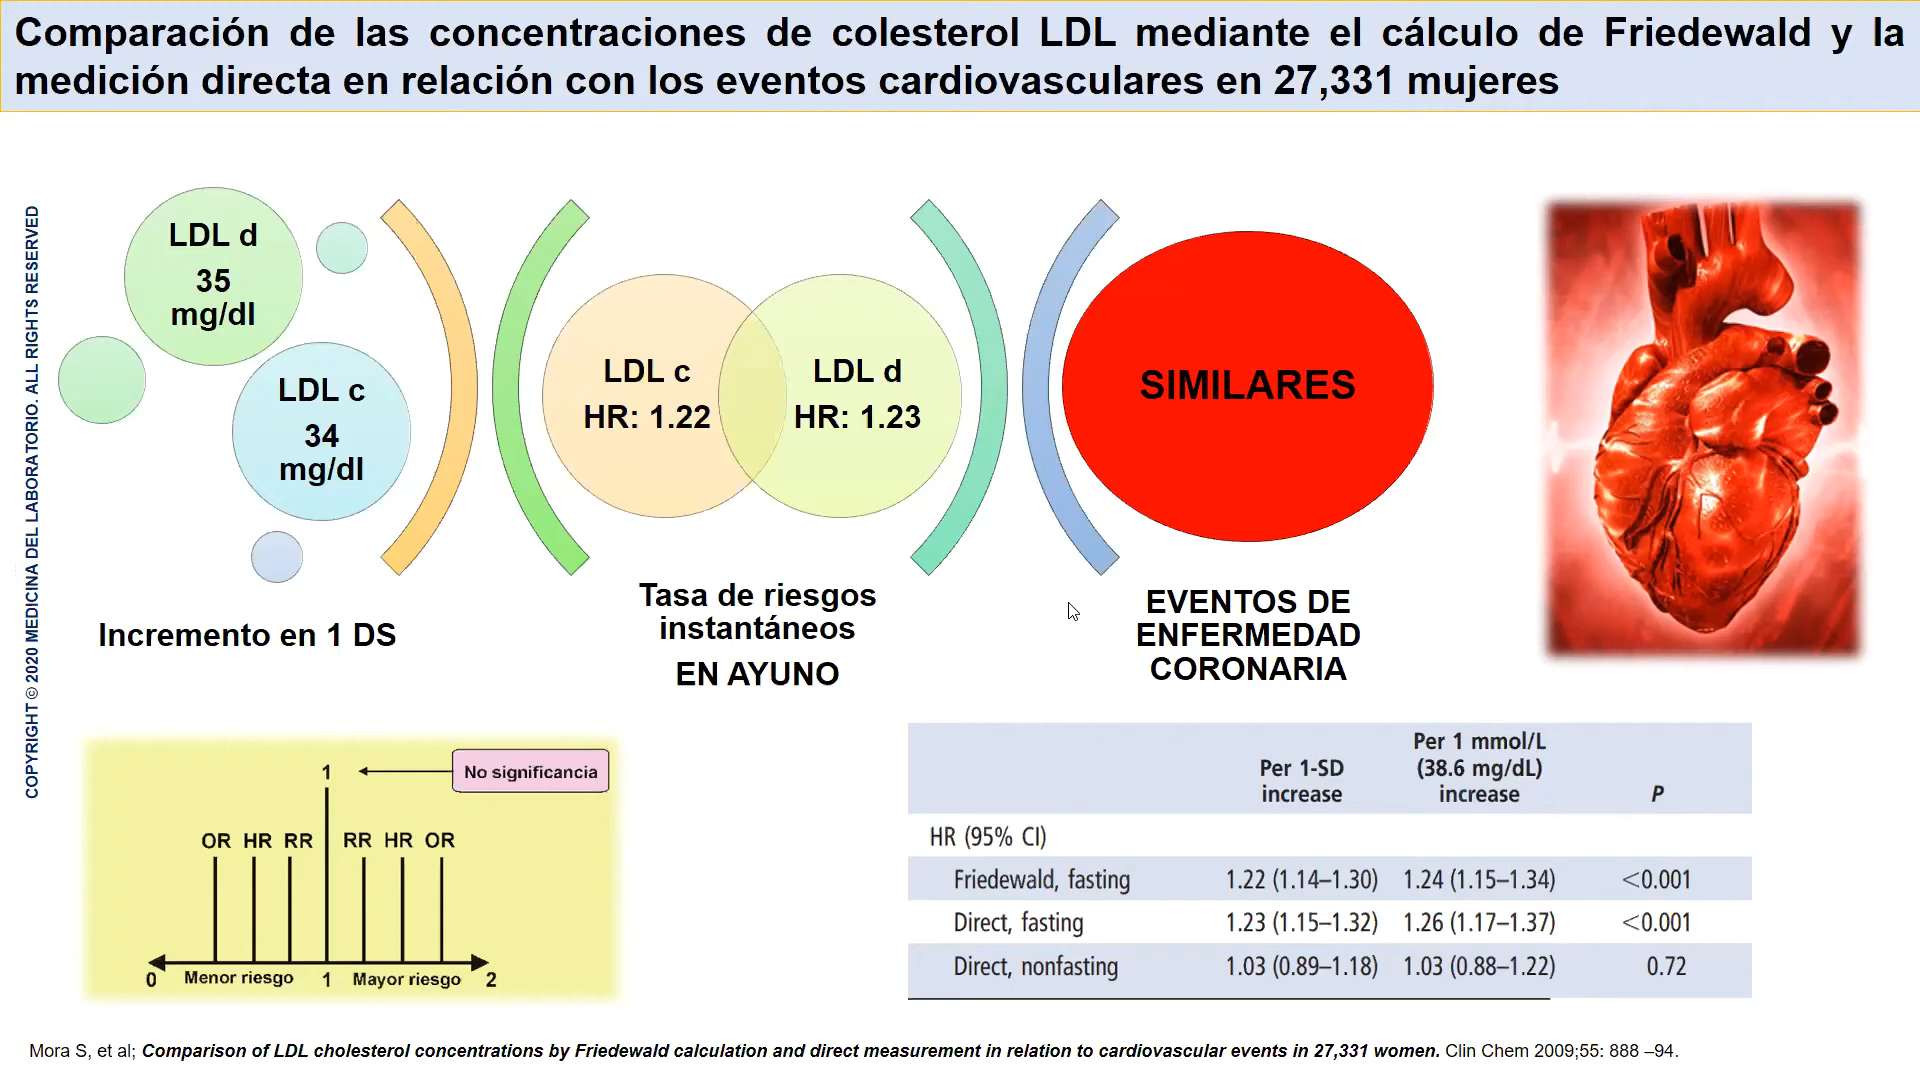 Comparación de las concentraciones de colesterol LDL mediante el cálculo de Friedewald y la
medición directa en relación con los eventos cardiovasculares en 27,331 mujeres
COPYRIGHT © 2020 MEDICINA DEL LABORATORIO. ALL RIGHTS RESERVED
LDL d
35
mg/dl
LDL c
34
mg/dl
Incremento en 1 DS
LDL c
HR: 1.22
LDL d
HR: 1.23
Tasa de riesgos
instantáneos
EN AYUNO
SIMILARES
EVENTOS DE
ENFERMEDAD
CORONARIA
1
No significancia
OR HR RR RR HR OR
0 Menor riesgo 1 Mayor riesgo 2
Per 1-SD
increase
Per 1 mmol/L
(38.6 mg/dL)
increase
P
HR (95% CI)
Friedewald, fasting 1.22 (1.14–1.30) 1.24 (1.15–1.34) <0.001
Direct, fasting 1.23 (1.15–1.32) 1.26 (1.17–1.37) <0.001
Direct, nonfasting 1.03 (0.89–1.18) 1.03 (0.88–1.22) 0.72
Mora S, et al; Comparison of LDL cholesterol concentrations by Friedewald calculation and direct measurement in relation to cardiovascular events in 27,331 women. Clin Chem 2009;55: 888 –94.